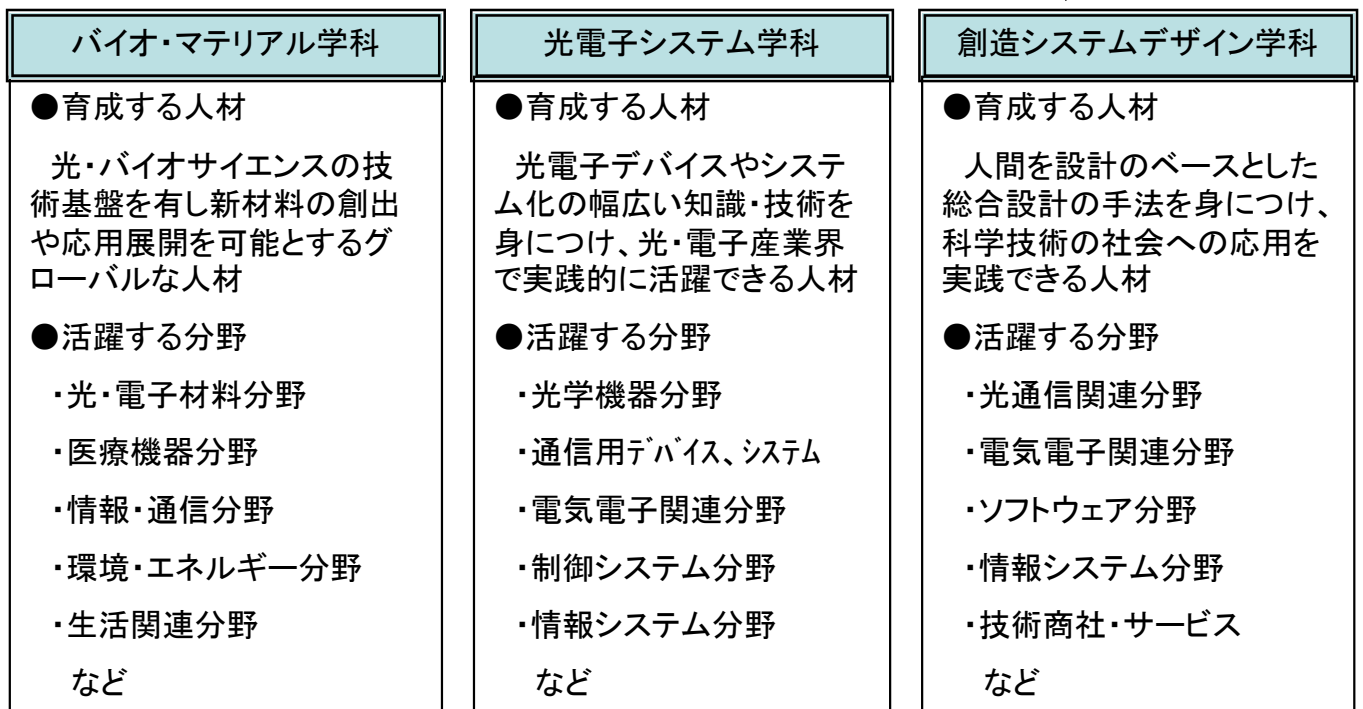 バイオ・マテリアル学科
●育成する人材
光・バイオサイエンスの技
術基盤を有し新材料の創出
や応用展開を可能とするグ
ローバルな人材
●活躍する分野
・光・電子材料分野
・医療機器分野
・情報・通信分野
・環境・エネルギー分野
・生活関連分野
など
光電子システム学科
●育成する人材
光電子デバイスやシステ
ム化の幅広い知識・技術を
身につけ、光・電子産業界
で実践的に活躍できる人材
●活躍する分野
・光学機器分野
・通信用ﾃﾞﾊﾞｲｽ、ｼｽﾃﾑ
・電気電子関連分野
・制御システム分野
・情報システム分野
など
創造システムデザイン学科
●育成する人材
人間を設計のベースとした
総合設計の手法を身につけ、
科学技術の社会への応用を
実践できる人材
●活躍する分野
・光通信関連分野
・電気電子関連分野
・ソフトウェア分野
・情報システム分野
・技術商社・サービス
など